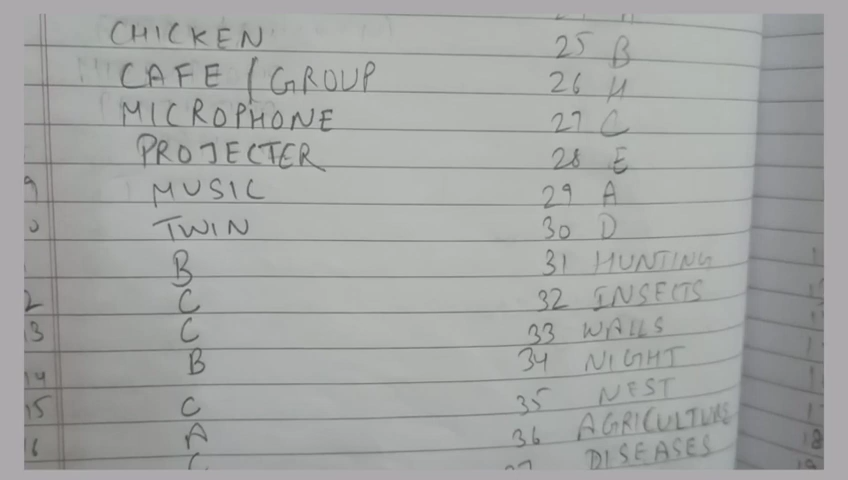 CHICKEN 25 B
CAFE / GROUP 26 H
MICROPHONE 27 C
PROJECTER 28 E
9 MUSIC 29 A
0 TWIN 30 D
B 31 HUNTING
2 C 32 INSECTS
13 C 33 WALLS
14 B 34 NIGHT
15 C 35 NEST
16 A 36 AGRICULTURE 18
DISEASES